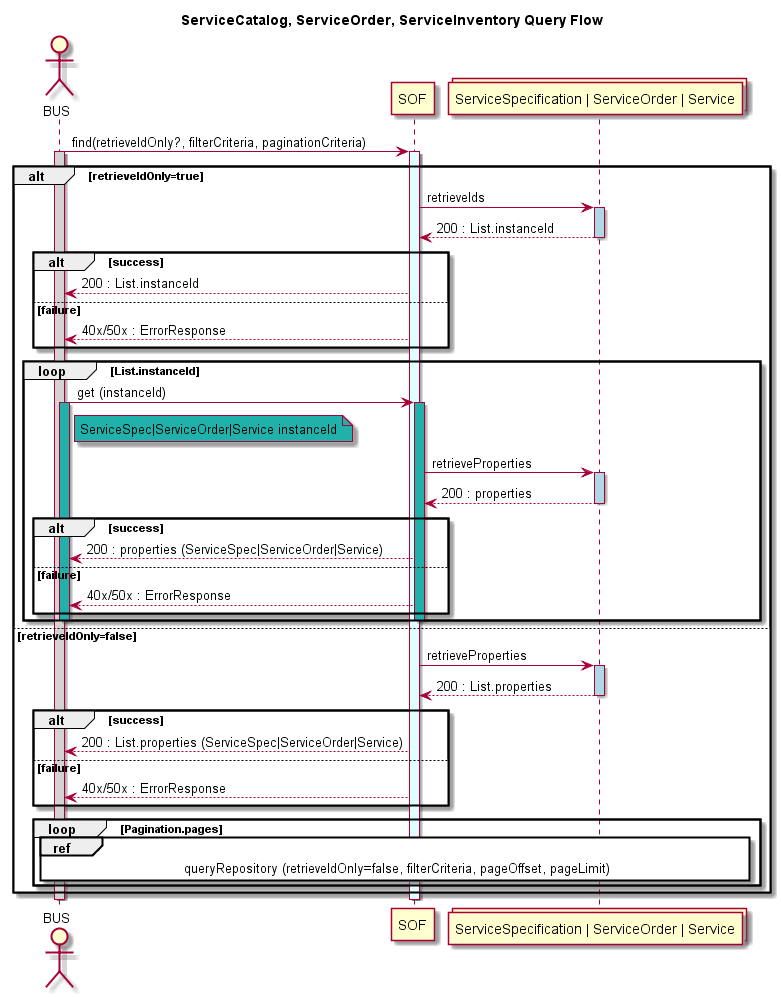 ServiceCatalog, ServiceOrder, ServiceInventory Query Flow
BUS
SOF
ServiceSpecification | ServiceOrder | Service
find(retrieveIdOnly?, filterCriteria, paginationCriteria)
alt [retrieveIdOnly=true]
retrieveIds
200 : List.instanceId
alt [success]
200 : List.instanceId
[failure]
40x/50x : ErrorResponse
loop [List.instanceId]
get (instanceId)
ServiceSpec|ServiceOrder|Service instanceId
retrieveProperties
200 : properties
alt [success]
200 : properties (ServiceSpec|ServiceOrder|Service)
[failure]
40x/50x : ErrorResponse
[retrieveIdOnly=false]
retrieveProperties
200 : List.properties
alt [success]
200 : List.properties (ServiceSpec|ServiceOrder|Service)
[failure]
40x/50x : ErrorResponse
loop [Pagination.pages]
ref
queryRepository (retrieveIdOnly=false, filterCriteria, pageOffset, pageLimit)
BUS
SOF
ServiceSpecification | ServiceOrder | Service